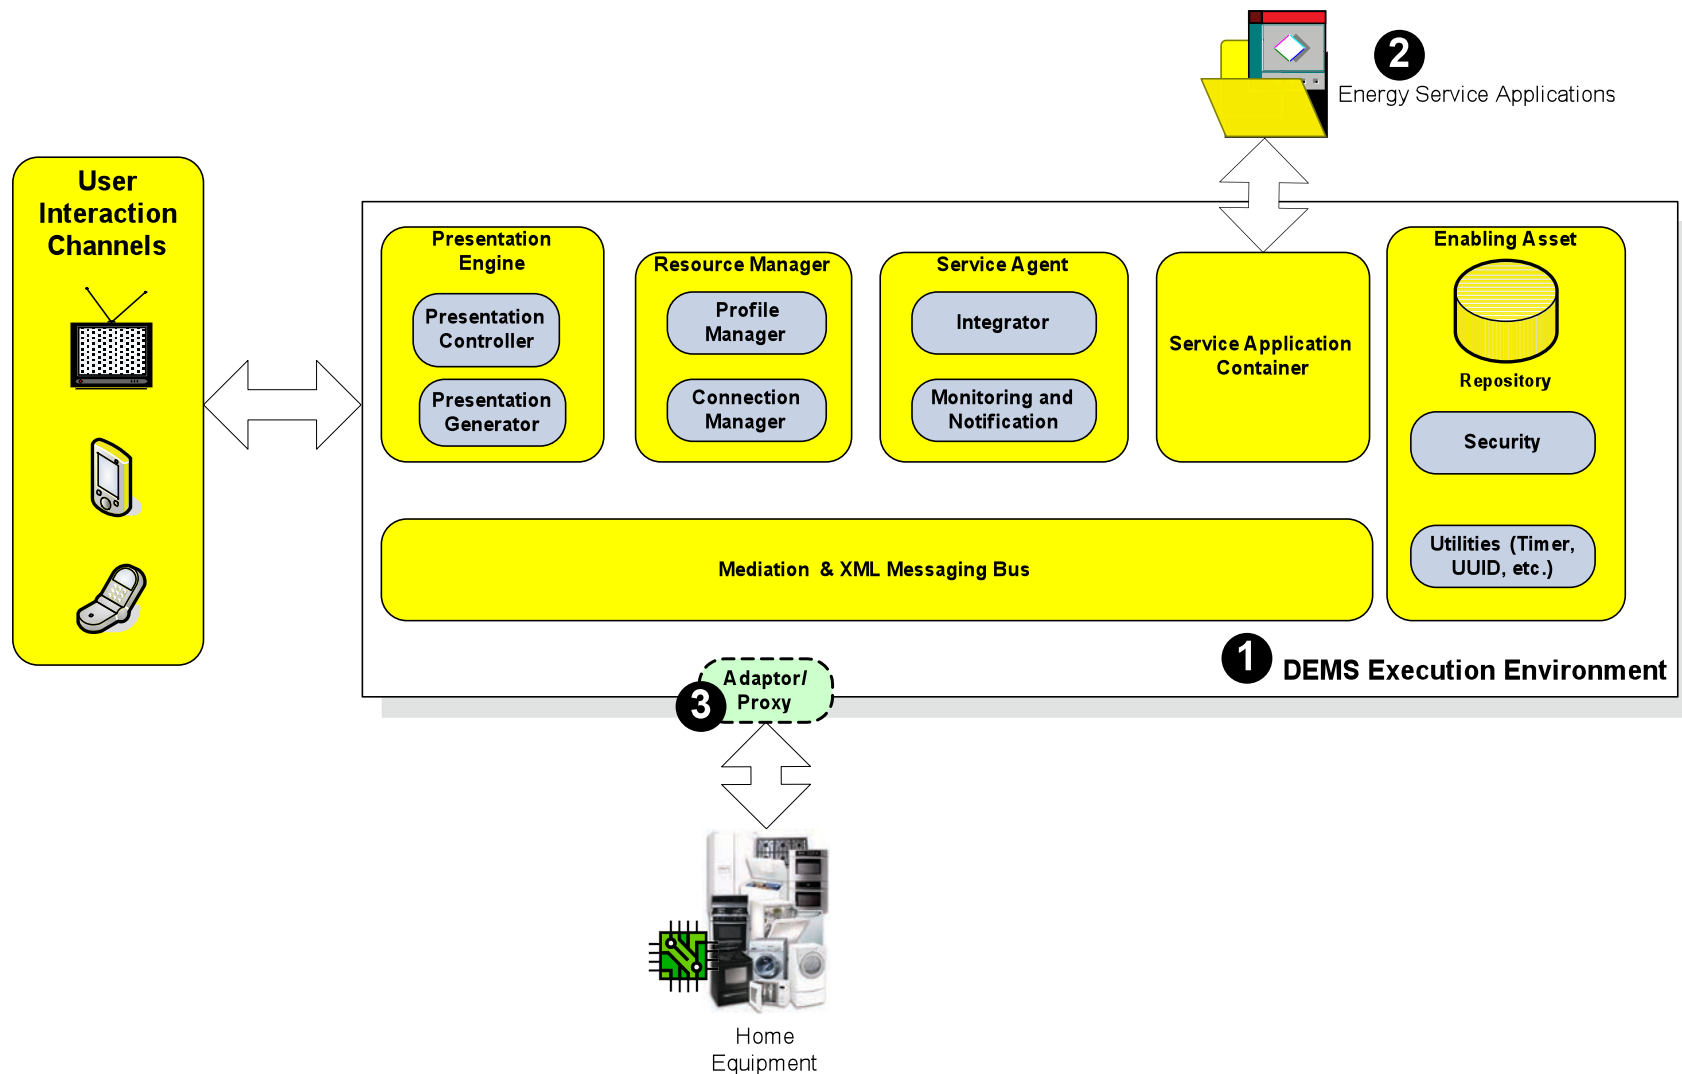 2
Energy Service Applications
User
Interaction
Channels
Presentation
Engine
Presentation
Controller
Presentation
Generator
Resource Manager
Profile
Manager
Connection
Manager
Service Agent
Integrator
Monitoring and
Notification
Service Application
Container
Enabling Asset
Repository
Security
Utilities (Timer,
UUID, etc.)
Mediation & XML Messaging Bus
1
DEMS Execution Environment
Adaptor/
Proxy
3
Home
Equipment